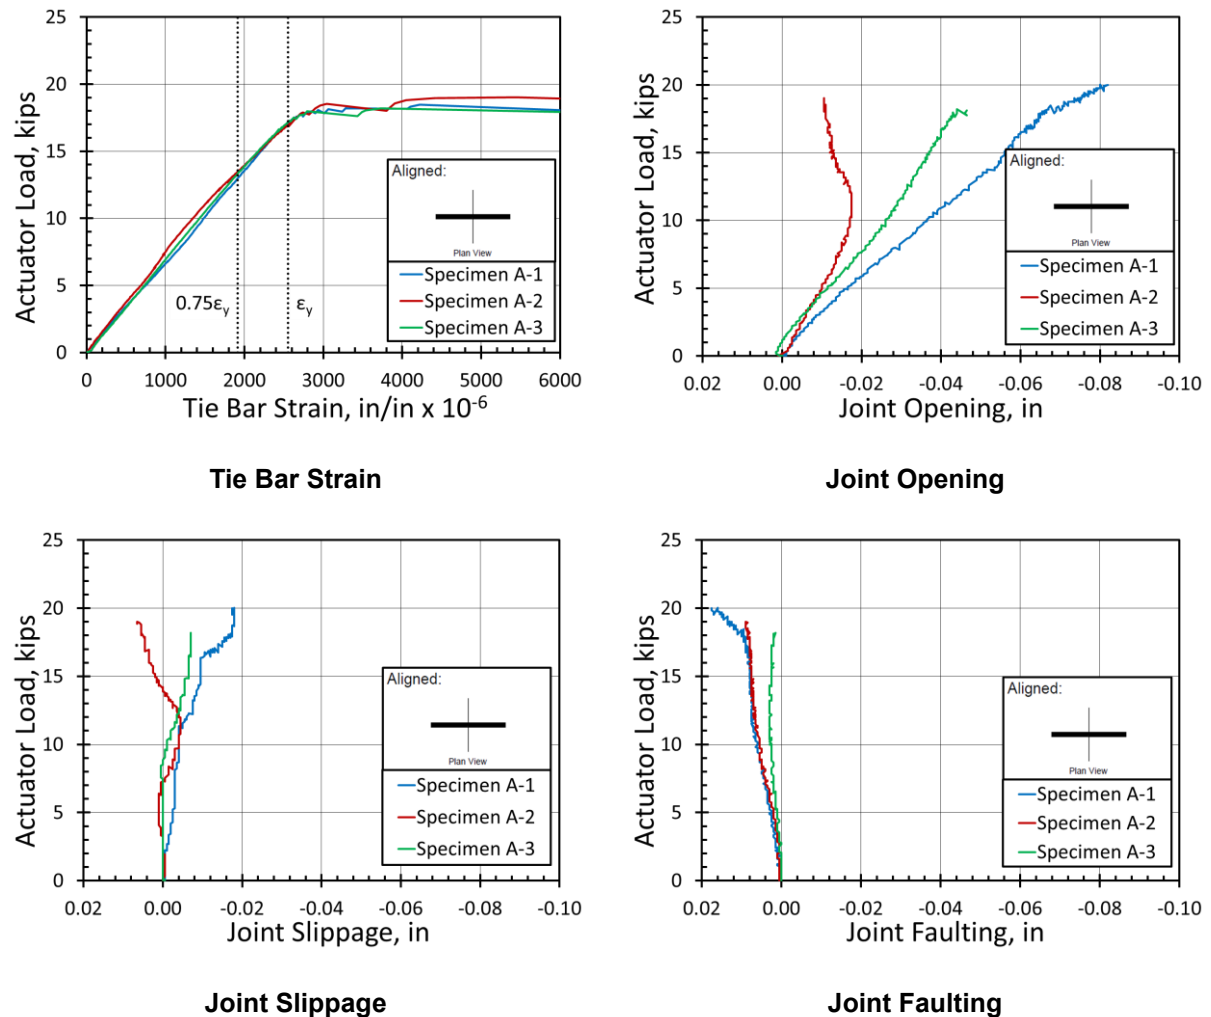 25
20
15
10
5
0
Actuator Load, kips
0.75εy
εy
Aligned:
Plan View
Specimen A-1
Specimen A-2
Specimen A-3
0 1000 2000 3000 4000 5000 6000
Tie Bar Strain, in/in x 10-6
Tie Bar Strain
25
20
15
10
5
0
Actuator Load, kips
Aligned:
Plan View
Specimen A-1
Specimen A-2
Specimen A-3
0.02 0.00 -0.02 -0.04 -0.06 -0.08 -0.10
Joint Opening, in
Joint Opening
25
20
15
10
5
0
Actuator Load, kips
Aligned:
Plan View
Specimen A-1
Specimen A-2
Specimen A-3
0.02 0.00 -0.02 -0.04 -0.06 -0.08 -0.10
Joint Slippage, in
Joint Slippage
25
20
15
10
5
0
Actuator Load, kips
Aligned:
Plan View
Specimen A-1
Specimen A-2
Specimen A-3
0.02 0.00 -0.02 -0.04 -0.06 -0.08 -0.10
Joint Faulting, in
Joint Faulting